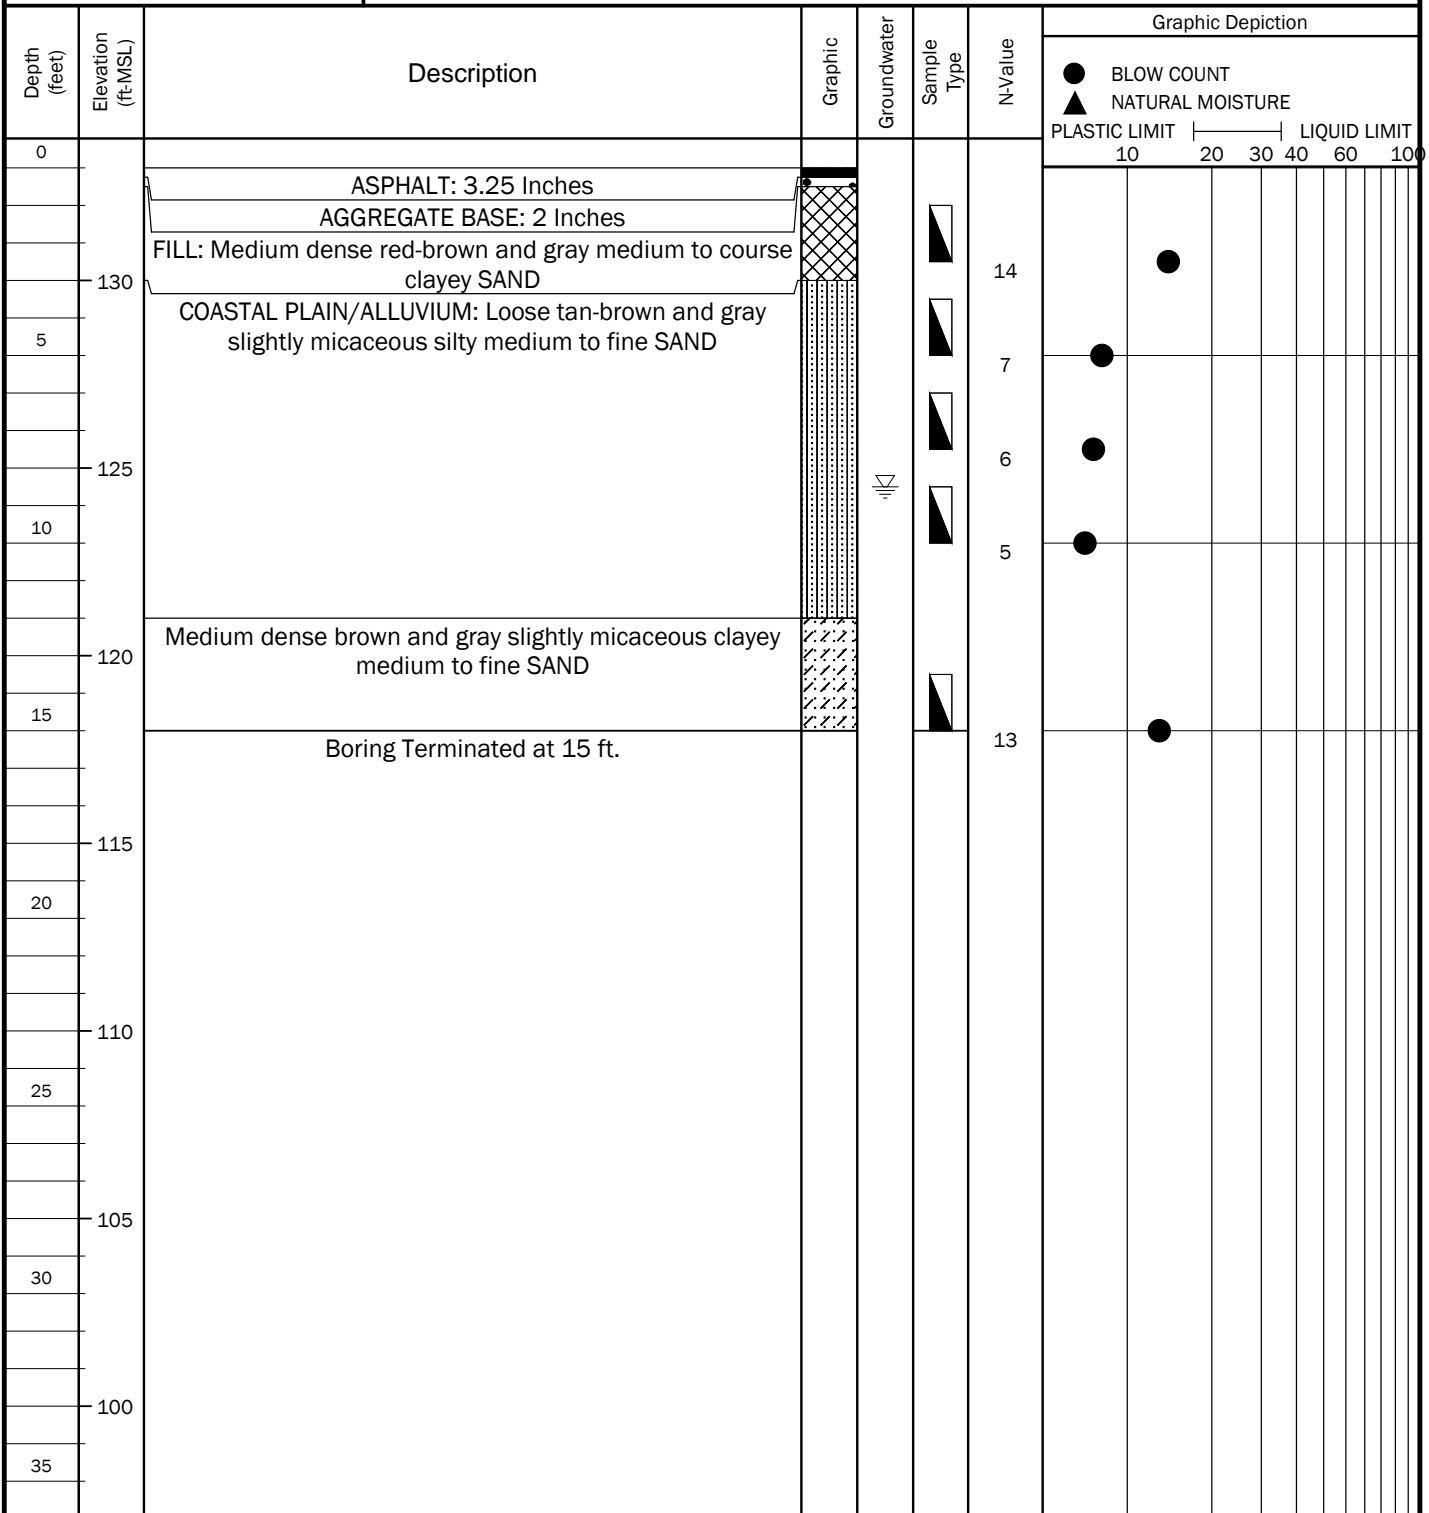 Graphic Depiction
Depth
(feet)
Elevation
(ft-MSL)
Description
Graphic
Groundwater
Sample
Type
N-Value
BLOW COUNT
NATURAL MOISTURE
PLASTIC LIMIT LIQUID LIMIT
10 20 30 40 60 100
0
ASPHALT: 3.25 Inches
AGGREGATE BASE: 2 Inches
FILL: Medium dense red-brown and gray medium to course
clayey SAND
14
130
COASTAL PLAIN/ALLUVIUM: Loose tan-brown and gray
slightly micaceous silty medium to fine SAND
5
7
6
125
10
5
Medium dense brown and gray slightly micaceous clayey
medium to fine SAND
120
15
13
Boring Terminated at 15 ft.
115
20
110
25
105
30
100
35